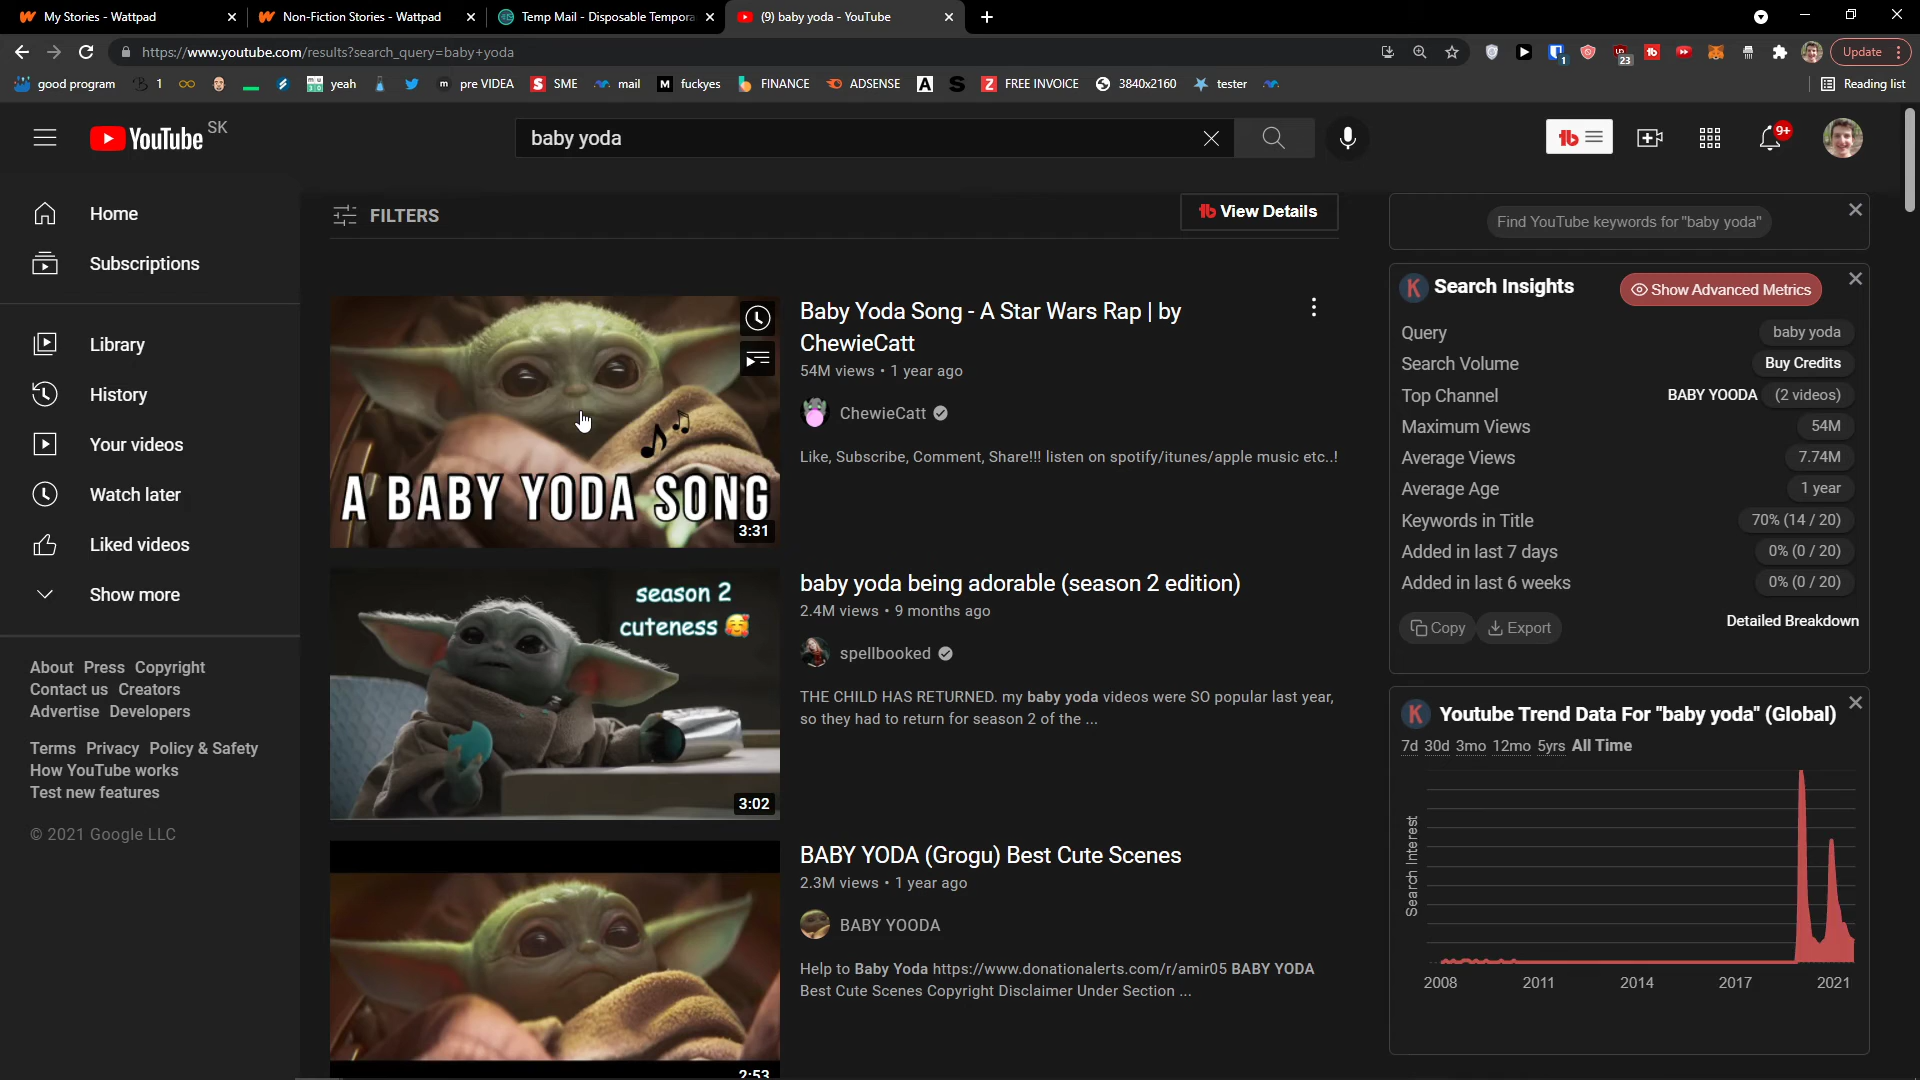 My Stories - Wattpad
Non-Fiction Stories - Wattpad
Temp Mail - Disposable Tempora
(9) baby yoda - YouTube
https://www.youtube.com/results?search_query=baby+yoda
1
23
Update
good program
1
yeah
pre VIDEA
SME
mail
fuckyes
FINANCE
ADSENSE
FREE INVOICE
3840x2160
tester
Reading list
YouTube SK
baby yoda
9+
Home
Subscriptions
Library
History
Your videos
Watch later
Liked videos
Show more
About Press Copyright
Contact us Creators
Advertise Developers
Terms Privacy Policy & Safety
How YouTube works
Test new features
© 2021 Google LLC
FILTERS
View Details
A BABY YODA SONG
3:31
Baby Yoda Song - A Star Wars Rap | by
ChewieCatt
54M views • 1 year ago
ChewieCatt
Like, Subscribe, Comment, Share!!! listen on spotify/itunes/apple music etc..!
season 2
cuteness
3:02
baby yoda being adorable (season 2 edition)
2.4M views • 9 months ago
spellbooked
THE CHILD HAS RETURNED. my baby yoda videos were SO popular last year,
so they had to return for season 2 of the ...
2:53
BABY YODA (Grogu) Best Cute Scenes
2.3M views • 1 year ago
BABY YOODA
Help to Baby Yoda https://www.donationalerts.com/r/amir05 BABY YODA
Best Cute Scenes Copyright Disclaimer Under Section ...
Find YouTube keywords for "baby yoda"
K Search Insights
Show Advanced Metrics
Query baby yoda
Search Volume Buy Credits
Top Channel BABY YOODA (2 videos)
Maximum Views 54M
Average Views 7.74M
Average Age 1 year
Keywords in Title 70% (14 / 20)
Added in last 7 days 0% (0 / 20)
Added in last 6 weeks 0% (0 / 20)
Copy Export
Detailed Breakdown
K Youtube Trend Data For "baby yoda" (Global)
7d 30d 3mo 12mo 5yrs All Time
Search Interest
2008 2011 2014 2017 2021